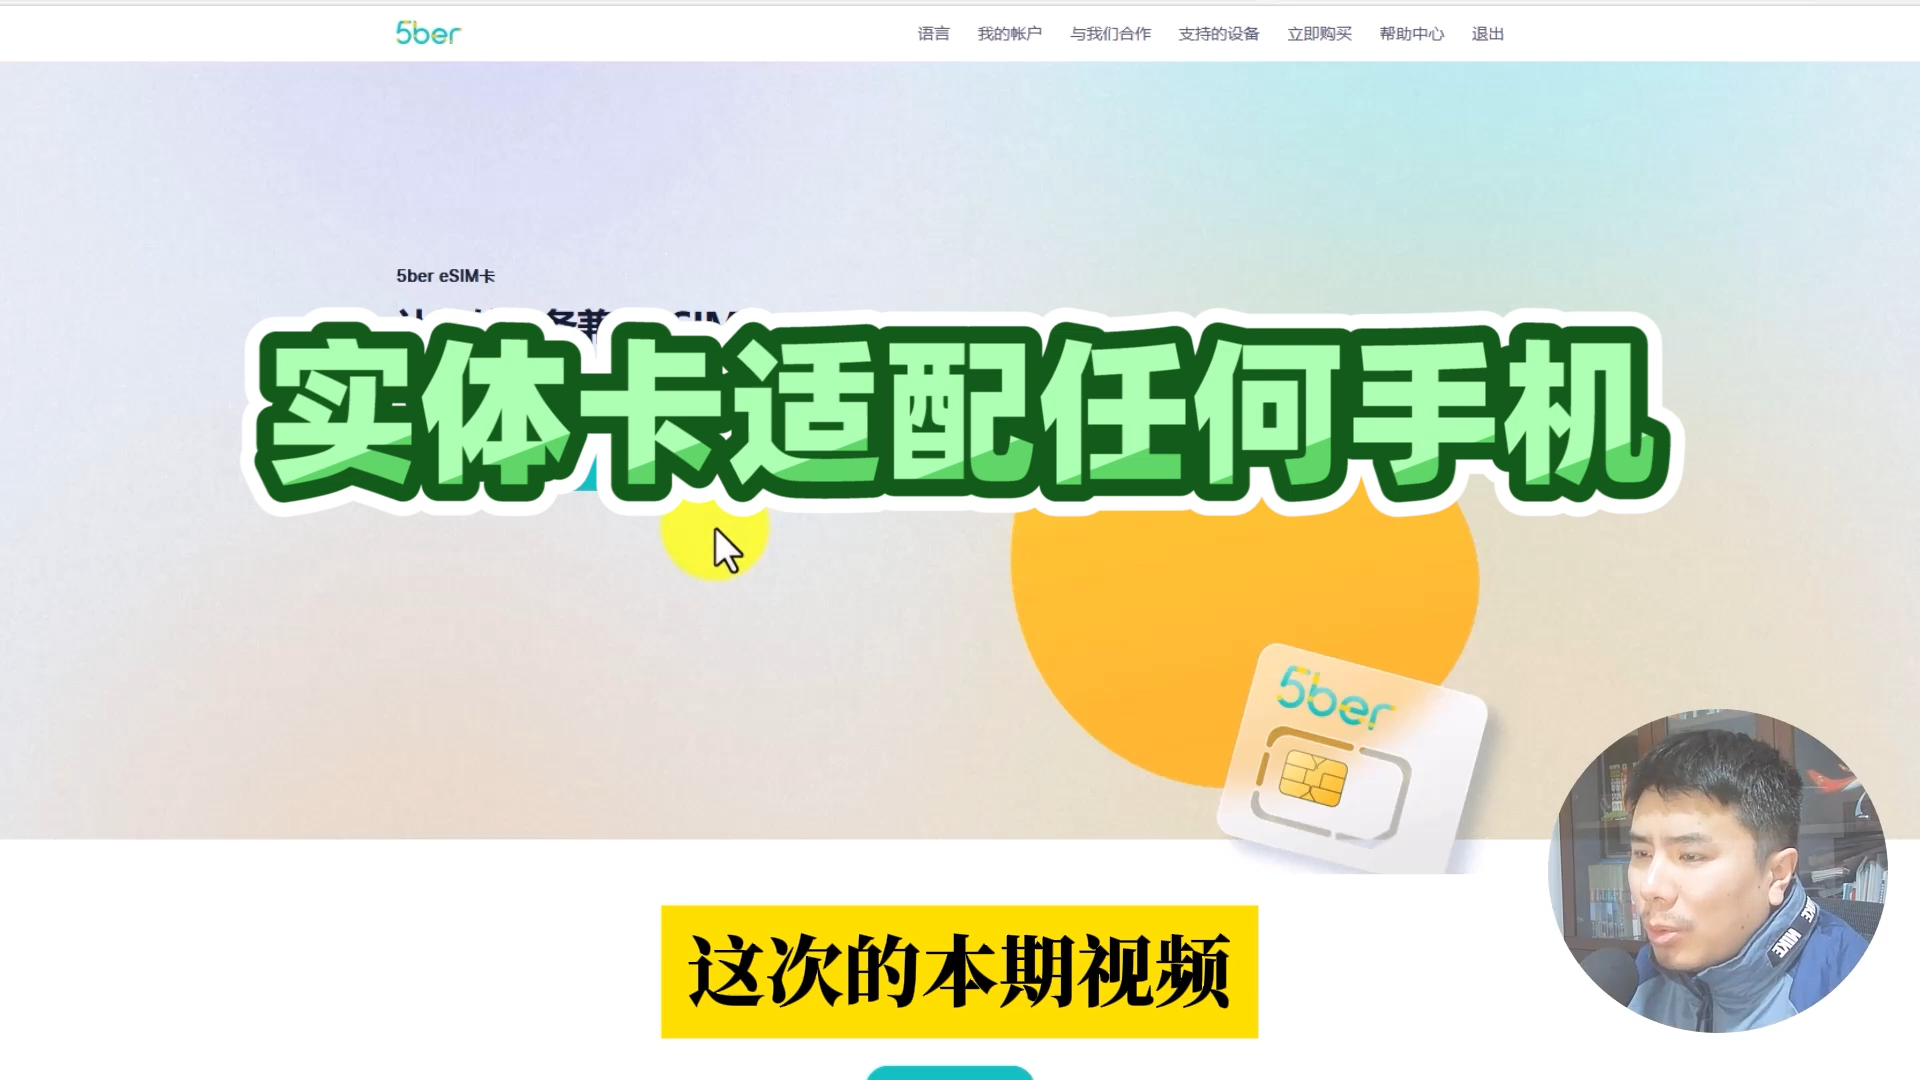 5ber
语言 我的帐户 与我们合作 支持的设备 立即购买 帮助中心 退出
5ber eSIM卡
实体卡适配任何手机
5ber
NIKE
这次的本期视频